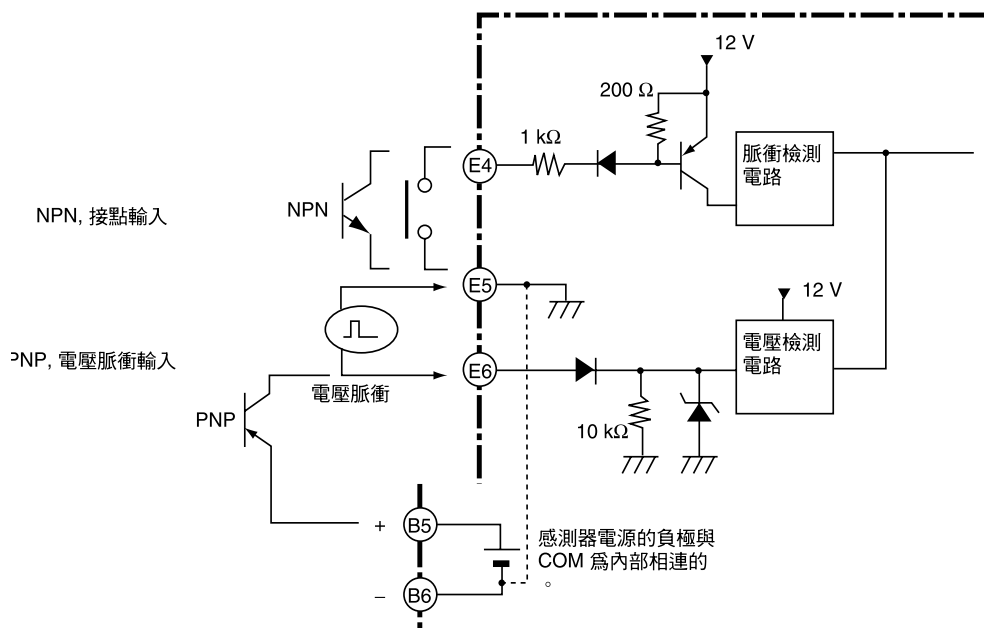 12 V
200 Ω
1 kΩ
E4
脈衝檢測
電路
NPN, 接點輸入
NPN
E5
12 V
PNP, 電壓脈衝輸入
電壓檢測
電路
E6
電壓脈衝
PNP
10 kΩ
+
B5
感測器電源的負極與
COM 爲內部相連的
。
−
B6